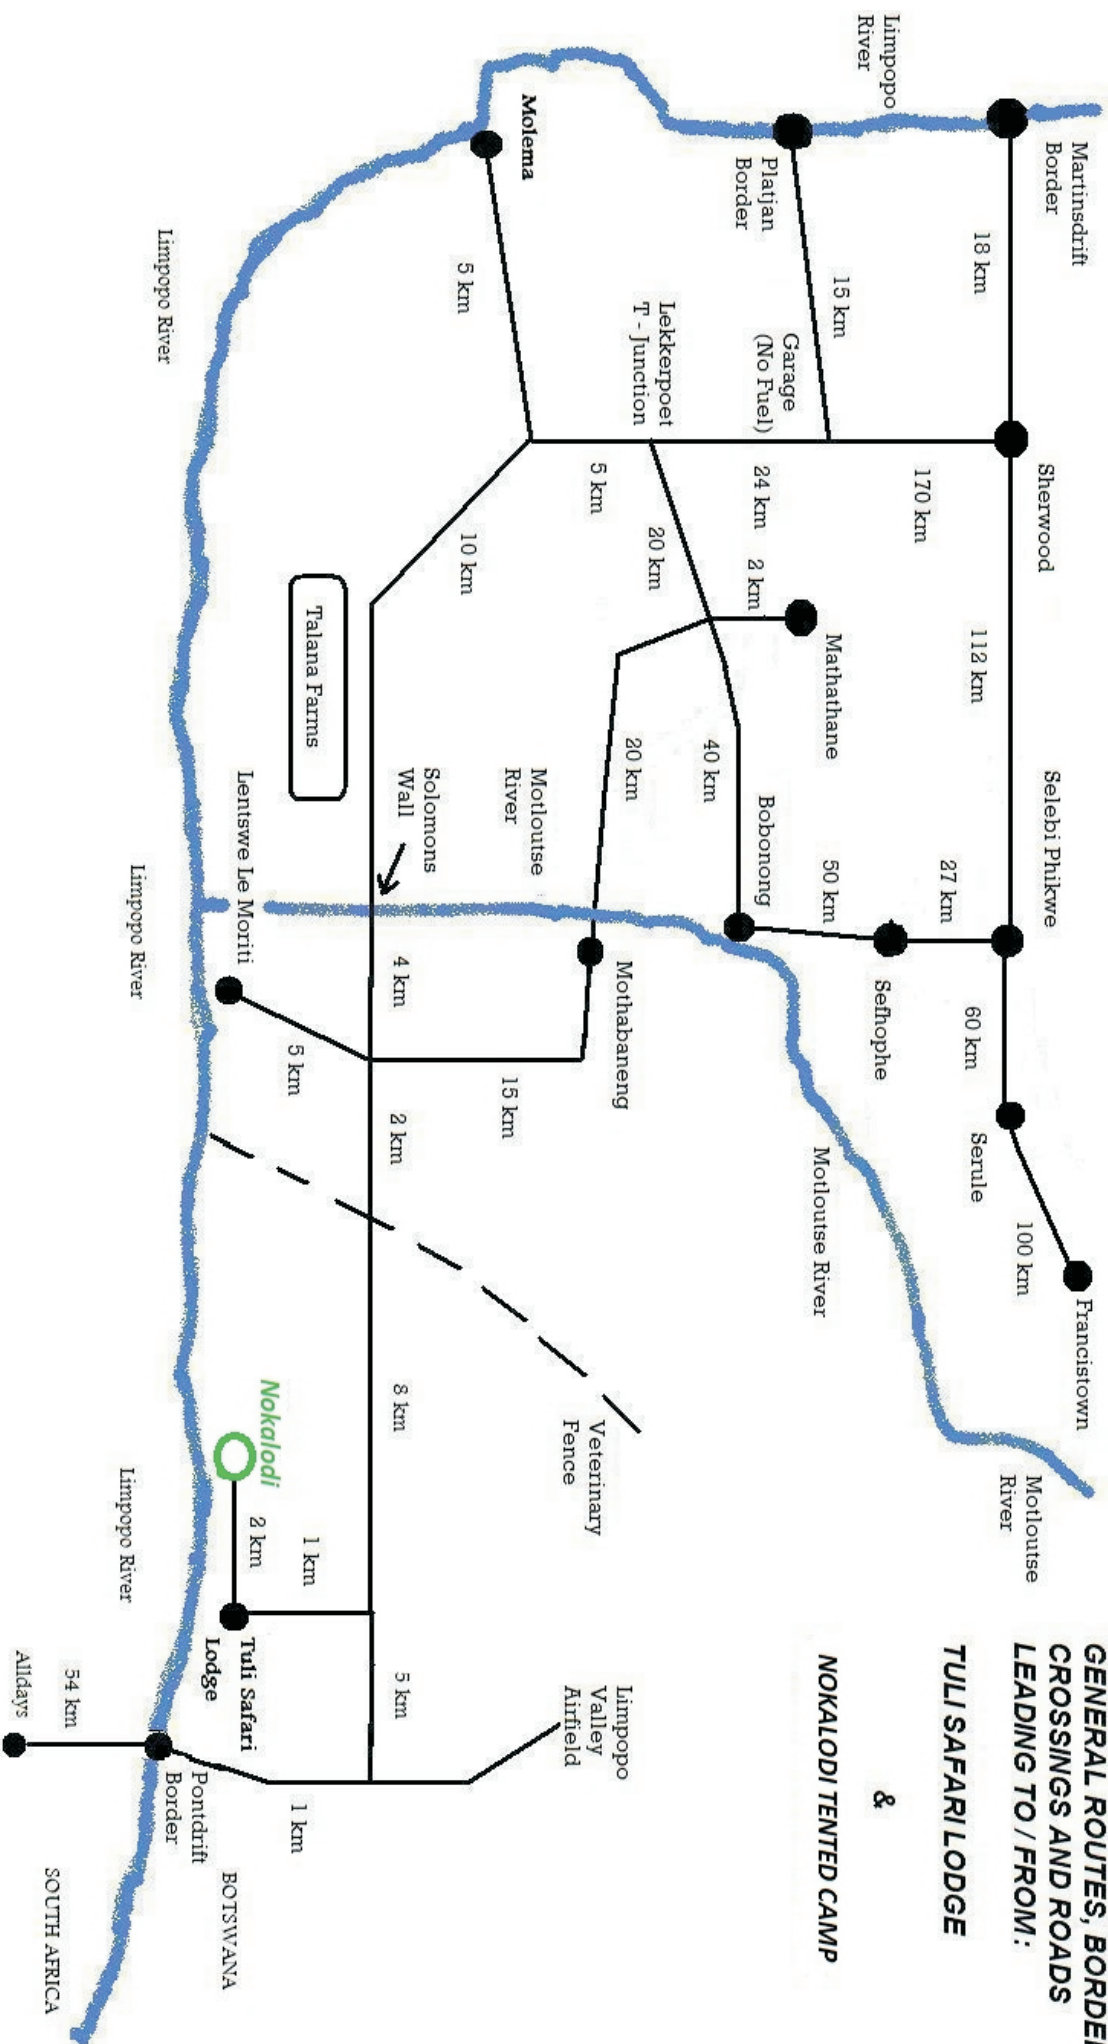 GENERAL ROUTES, BORDER
CROSSINGS AND ROADS
LEADING TO / FROM :
TULI SAFARI LODGE
&
NOKALODI TENTED CAMP
Martinsdrift
Border
18 km
Sherwood
112 km
Selebi Phikwe
60 km
Serule
100 km
Francistown
Motloutse
River
Limpopo
River
Platjan
Border
15 km
Garage
(No Fuel)
170 km
24 km
2 km
Mathathane
27 km
Sefhophe
50 km
Bobonong
40 km
Motloutse River
Lekkerpoet
T - Junction
20 km
5 km
20 km
Motloutse
River
Mothabaneng
15 km
Veterinary
Fence
Limpopo
Valley
Airfield
Molema
5 km
10 km
Solomons
Wall
4 km
2 km
8 km
5 km
Talana Farms
Lentswe Le Moriti
5 km
Nokalodi
2 km
1 km
Tuli Safari
Lodge
1 km
Pontdrift
Border
BOTSWANA
Limpopo River
Limpopo River
Limpopo River
54 km
Alldays
SOUTH AFRICA